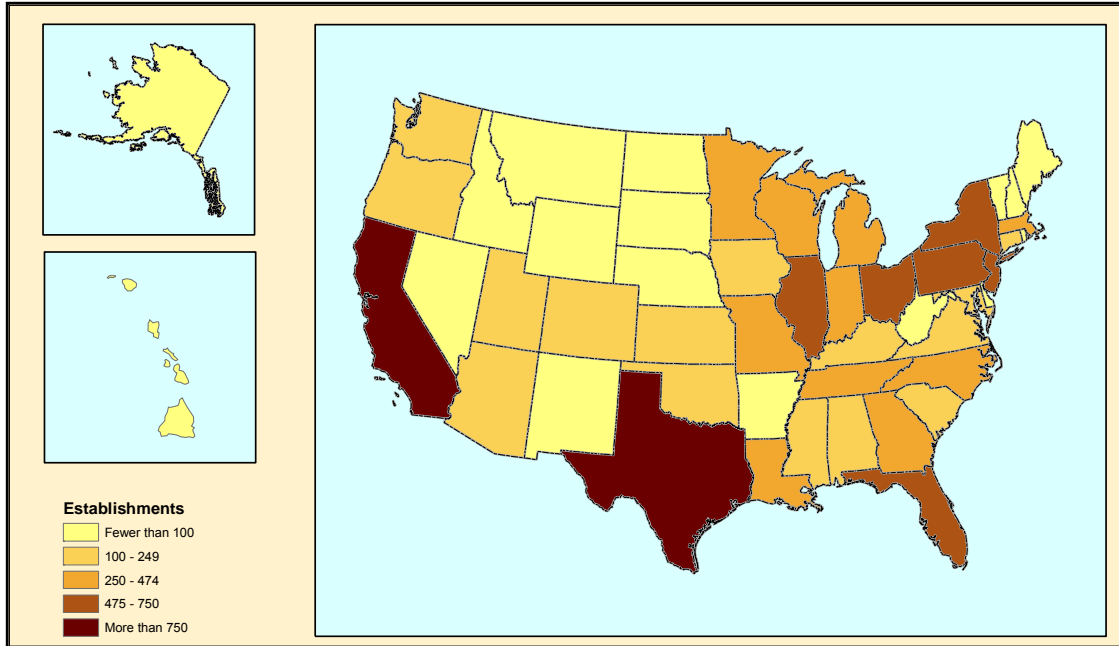 Establishments
Fewer than 100
100 - 249
250 - 474
475 - 750
More than 750